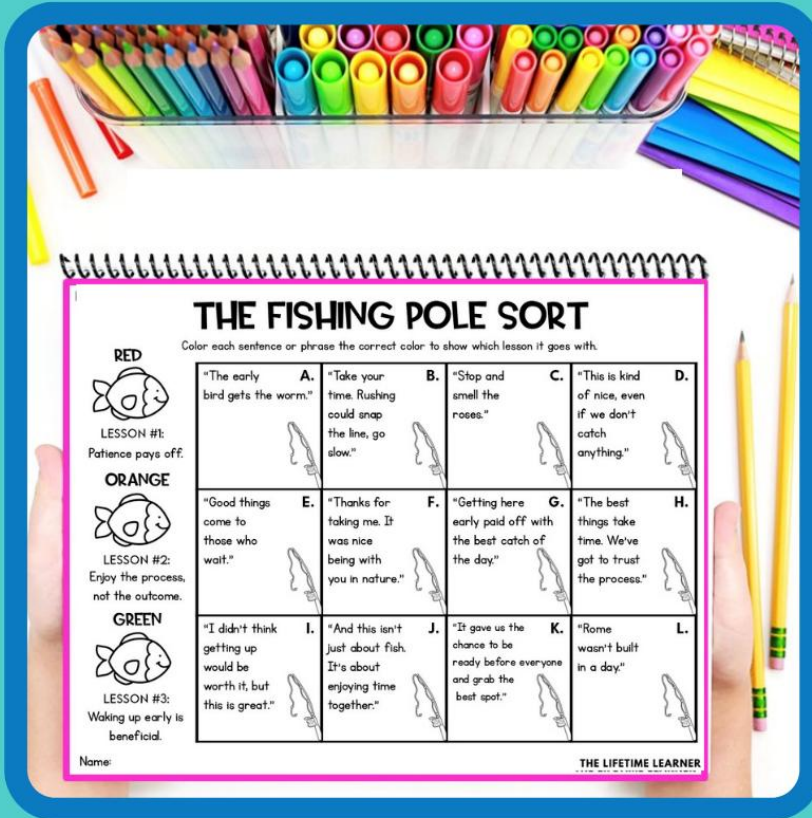 THE FISHING POLE SORT
Color each sentence or phrase the correct color to show which lesson it goes with.
RED
LESSON #1:
Patience pays off.
ORANGE
LESSON #2:
Enjoy the process,
not the outcome.
GREEN
LESSON #3:
Waking up early is
beneficial.
A.
"The early
bird gets the worm."
B.
"Take your
time. Rushing
could snap
the line, go
slow."
C.
"Stop and
smell the
roses."
D.
"This is kind
of nice, even
if we don't
catch
anything."
E.
"Good things
come to
those who
wait."
F.
"Thanks for
taking me. It
was nice
being with
you in nature."
G.
"Getting here
early paid off with
the best catch of
the day."
H.
"The best
things take
time. We've
got to trust
the process."
I.
"I didn't think
getting up
would be
worth it, but
this is great."
J.
"And this isn't
just about fish.
It's about
enjoying time
together."
K.
"It gave us the
chance to be
ready before everyone
and grab the
best spot."
L.
"Rome
wasn't built
in a day."
Name:
THE LIFETIME LEARNER